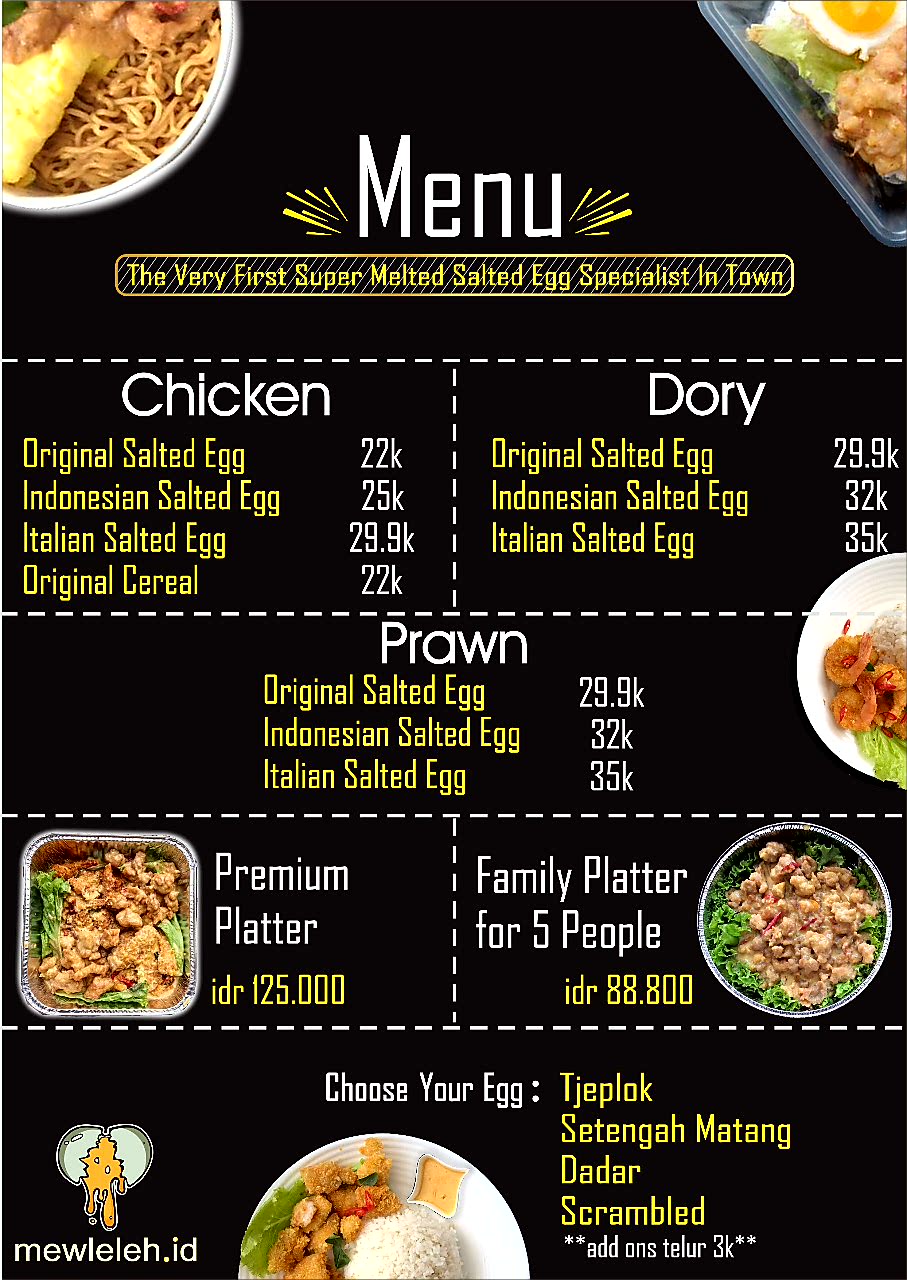 Menu
The Very First Super Melted Salted Egg Specialist In Town
Chicken
Original Salted Egg 22k
Indonesian Salted Egg 25k
Italian Salted Egg 29.9k
Original Cereal 22k
Dory
Original Salted Egg 29.9k
Indonesian Salted Egg 32k
Italian Salted Egg 35k
Prawn
Original Salted Egg 29.9k
Indonesian Salted Egg 32k
Italian Salted Egg 35k
Premium
Platter
idr 125.000
Family Platter
for 5 People
idr 88.800
Choose Your Egg : Tjeplok
Setengah Matang
Dadar
Scrambled
**add ons telur 3k**
mewleleh.id